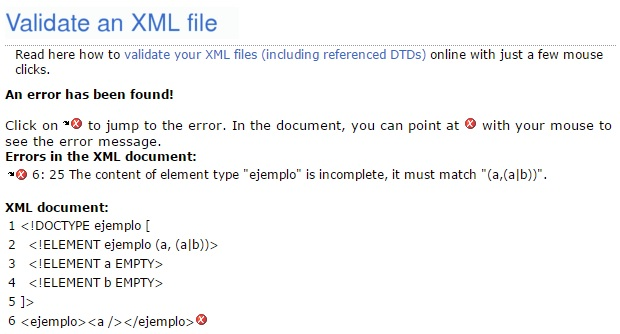 Validate an XML file
Read here how to validate your XML files (including referenced DTDs) online with just a few mouse
clicks.
An error has been found!
Click on to jump to the error. In the document, you can point at with your mouse to
see the error message.
Errors in the XML document:
6: 25 The content of element type "ejemplo" is incomplete, it must match "(a,(a|b))".
XML document:
1 <!DOCTYPE ejemplo [
2 <!ELEMENT ejemplo (a, (a|b))>
3 <!ELEMENT a EMPTY>
4 <!ELEMENT b EMPTY>
5 ]>
6 <ejemplo><a /></ejemplo>